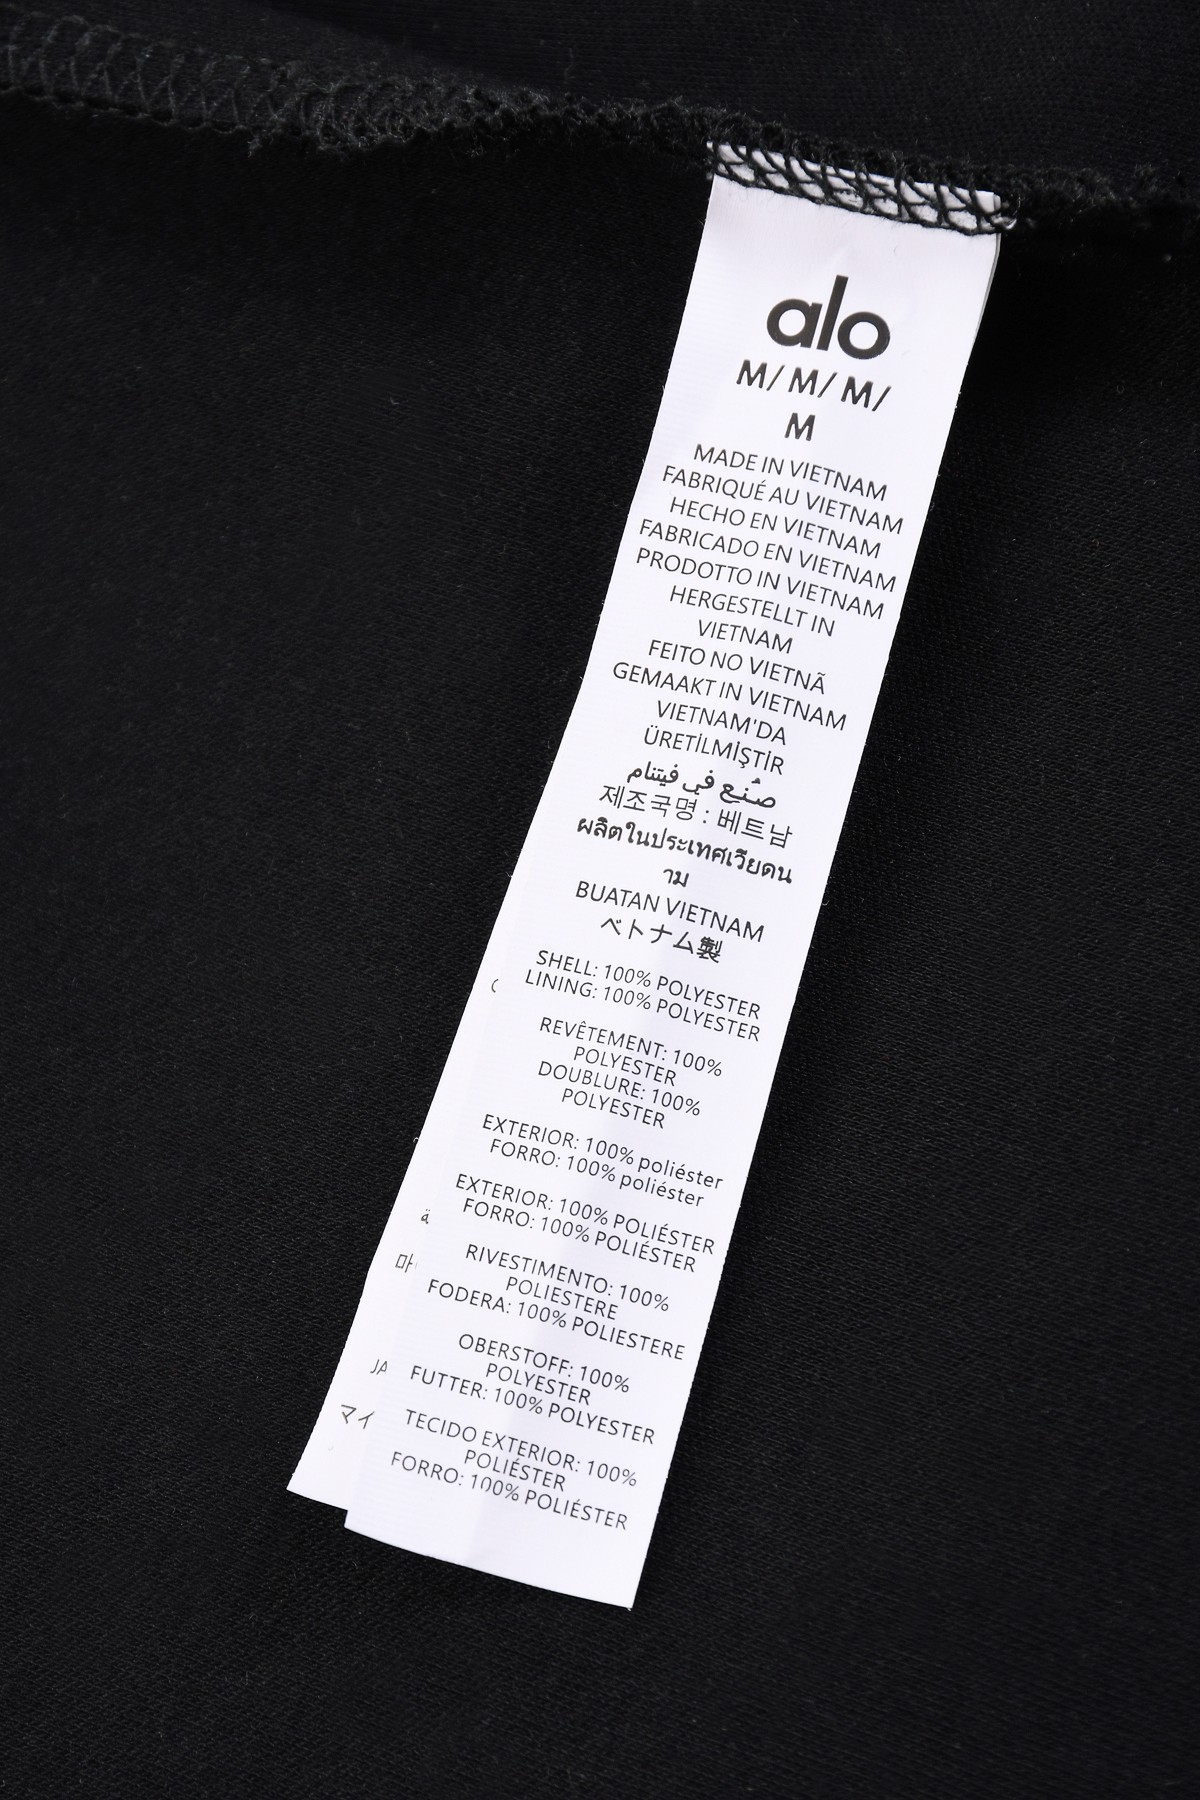 alo
M/ M/ M/
M
MADE IN VIETNAM
FABRIQUÉ AU VIETNAM
HECHO EN VIETNAM
FABRICADO EN VIETNAM
PRODOTTO IN VIETNAM
HERGESTELLT IN
VIETNAM
FEITO NO VIETNÃ
GEMAAKT IN VIETNAM
VIETNAM'DA
ÜRETİLMİŞTİR
صُنع في فيتنام
제조국명 : 베트남
ผลิตในประเทศเวียดน
าม
BUATAN VIETNAM
ベトナム製
SHELL: 100% POLYESTER
LINING: 100% POLYESTER
REVÊTEMENT: 100%
POLYESTER
DOUBLURE: 100%
POLYESTER
EXTERIOR: 100% poliéster
FORRO: 100% poliéster
EXTERIOR: 100% POLIÉSTER
FORRO: 100% POLIÉSTER
RIVESTIMENTO: 100%
POLIESTERE
FODERA: 100% POLIESTERE
OBERSTOFF: 100%
POLYESTER
FUTTER: 100% POLYESTER
TECIDO EXTERIOR: 100%
POLIÉSTER
FORRO: 100% POLIÉSTER
JA
マイ